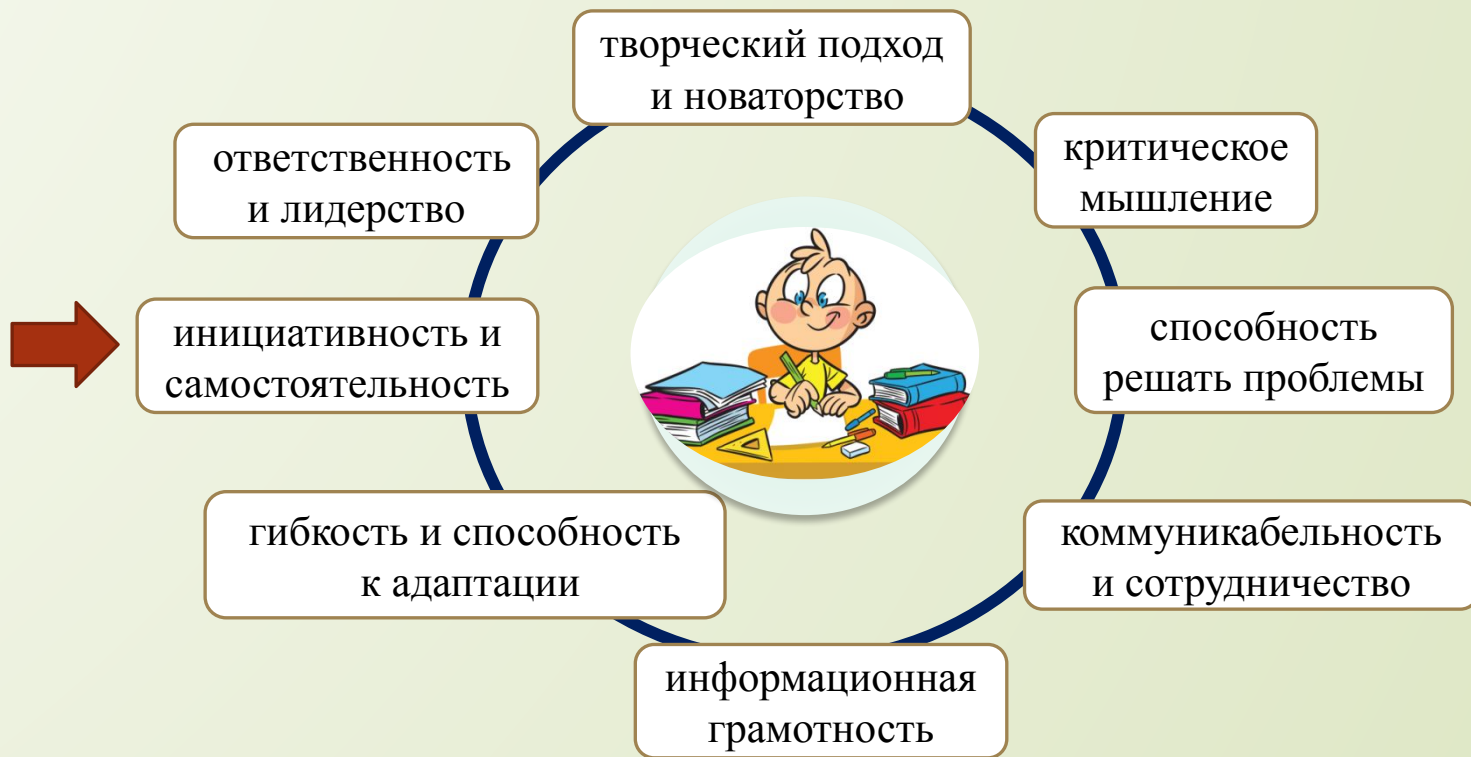 творческий подход
и новаторство
критическое
мышление
способность
решать проблемы
коммуникабельность
и сотрудничество
информационная
грамотность
гибкость и способность
к адаптации
инициативность и
самостоятельность
ответственность
и лидерство